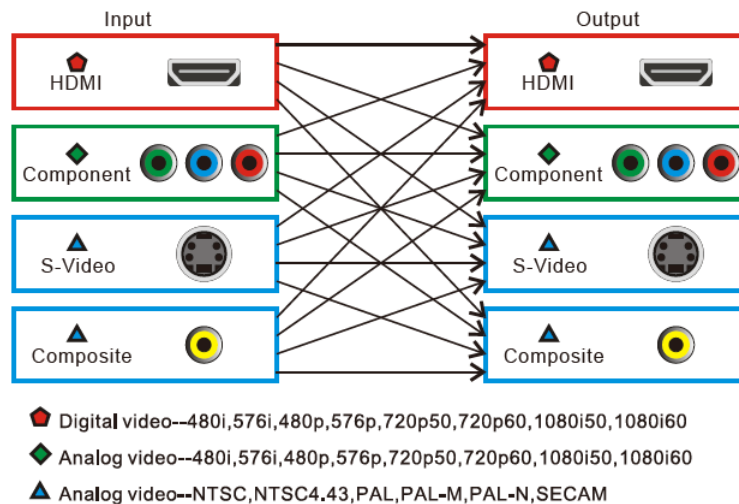 Input Output
HDMI HDMI
Component Component
S-Video S-Video
Composite Composite
Digital video--480i,576i,480p,576p,720p50,720p60,1080i50,1080i60
Analog video--480i,576i,480p,576p,720p50,720p60,1080i50,1080i60
Analog video--NTSC,NTSC4.43,PAL,PAL-M,PAL-N,SECAM